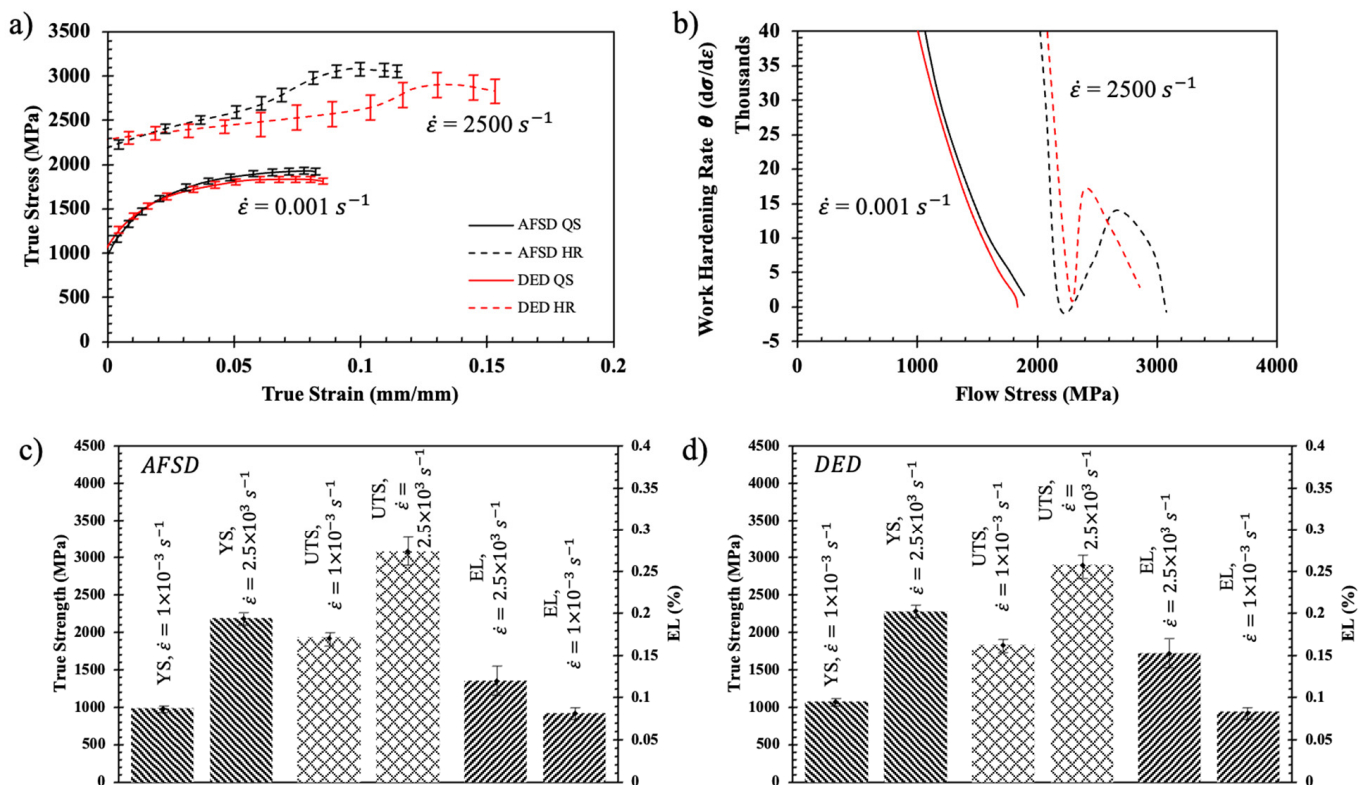 a)
3500
3000
2500
2000
1500
1000
500
0
True Stress (MPa)
0
0.05
0.1
0.15
0.2
True Strain (mm/mm)
ε̇ = 2500 s⁻¹
ε̇ = 0.001 s⁻¹
AFSD QS
AFSD HR
DED QS
DED HR
b)
Work Hardening Rate θ (dσ/dε)
Thousands
40
35
30
25
20
15
10
5
0
-5
0
1000
2000
3000
4000
Flow Stress (MPa)
ε̇ = 2500 s⁻¹
ε̇ = 0.001 s⁻¹
c)
AFSD
True Strength (MPa)
4500
4000
3500
3000
2500
2000
1500
1000
500
0
YS, ε̇ = 1×10⁻³ s⁻¹
YS,
ε̇ = 2.5×10³ s⁻¹
UTS,
ε̇ = 1×10⁻³ s⁻¹
UTS,
ε̇ =
2.5×10³ s⁻¹
EL,
ε̇ = 2.5×10³ s⁻¹
EL,
ε̇ = 1×10⁻³ s⁻¹
0.4
0.35
0.3
0.25
0.2
0.15
0.1
0.05
0
EL (%)
d)
DED
True Strength (MPa)
4500
4000
3500
3000
2500
2000
1500
1000
500
0
YS, ε̇ = 1×10⁻³ s⁻¹
YS,
ε̇ = 2.5×10³ s⁻¹
UTS,
ε̇ = 1×10⁻³ s⁻¹
UTS,
ε̇ =
2.5×10³ s⁻¹
EL,
ε̇ = 2.5×10³ s⁻¹
EL,
ε̇ = 1×10⁻³ s⁻¹
0.4
0.35
0.3
0.25
0.2
0.15
0.1
0.05
0
EL (%)